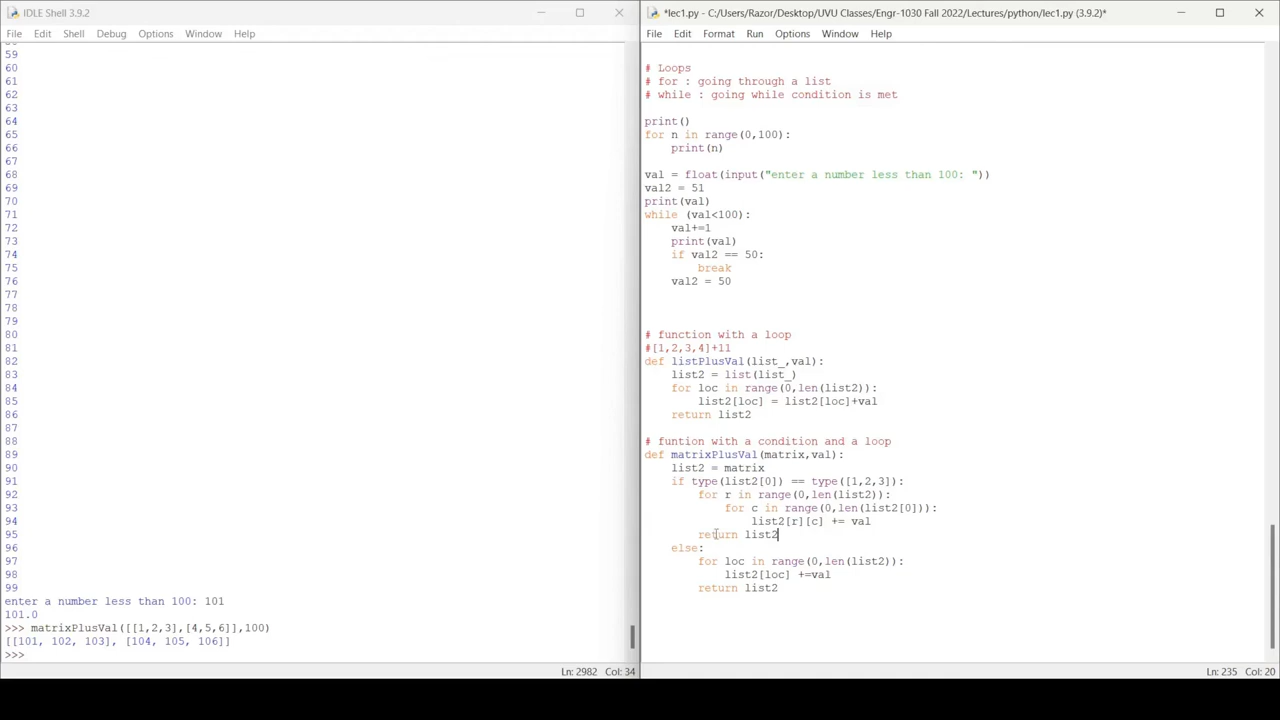 IDLE Shell 3.9.2
File Edit Shell Debug Options Window Help
59
60
61
62
63
64
65
66
67
68
69
70
71
72
73
74
75
76
77
78
79
80
81
82
83
84
85
86
87
88
89
90
91
92
93
94
95
96
97
98
99
enter a number less than 100: 101
101.0
>>> matrixPlusVal([[1,2,3],[4,5,6]],100)
[[101, 102, 103], [104, 105, 106]]
>>>
Ln: 2982 Col: 34
*lec1.py - C:/Users/Razor/Desktop/UVU Classes/Engr-1030 Fall 2022/Lectures/python/lec1.py (3.9.2)*
File Edit Format Run Options Window Help
# Loops
# for : going through a list
# while : going while condition is met
print()
for n in range(0,100):
    print(n)
val = float(input("enter a number less than 100: "))
val2 = 51
print(val)
while (val<100):
    val+=1
    print(val)
    if val2 == 50:
        break
    val2 = 50
# function with a loop
#[1,2,3,4]+11
def listPlusVal(list_,val):
    list2 = list(list_)
    for loc in range(0,len(list2)):
        list2[loc] = list2[loc]+val
    return list2
# funtion with a condition and a loop
def matrixPlusVal(matrix,val):
    list2 = matrix
    if type(list2[0]) == type([1,2,3]):
        for r in range(0,len(list2)):
            for c in range(0,len(list2[0])):
                list2[r][c] += val
        return list2
    else:
        for loc in range(0,len(list2)):
            list2[loc] +=val
        return list2
Ln: 235 Col: 20